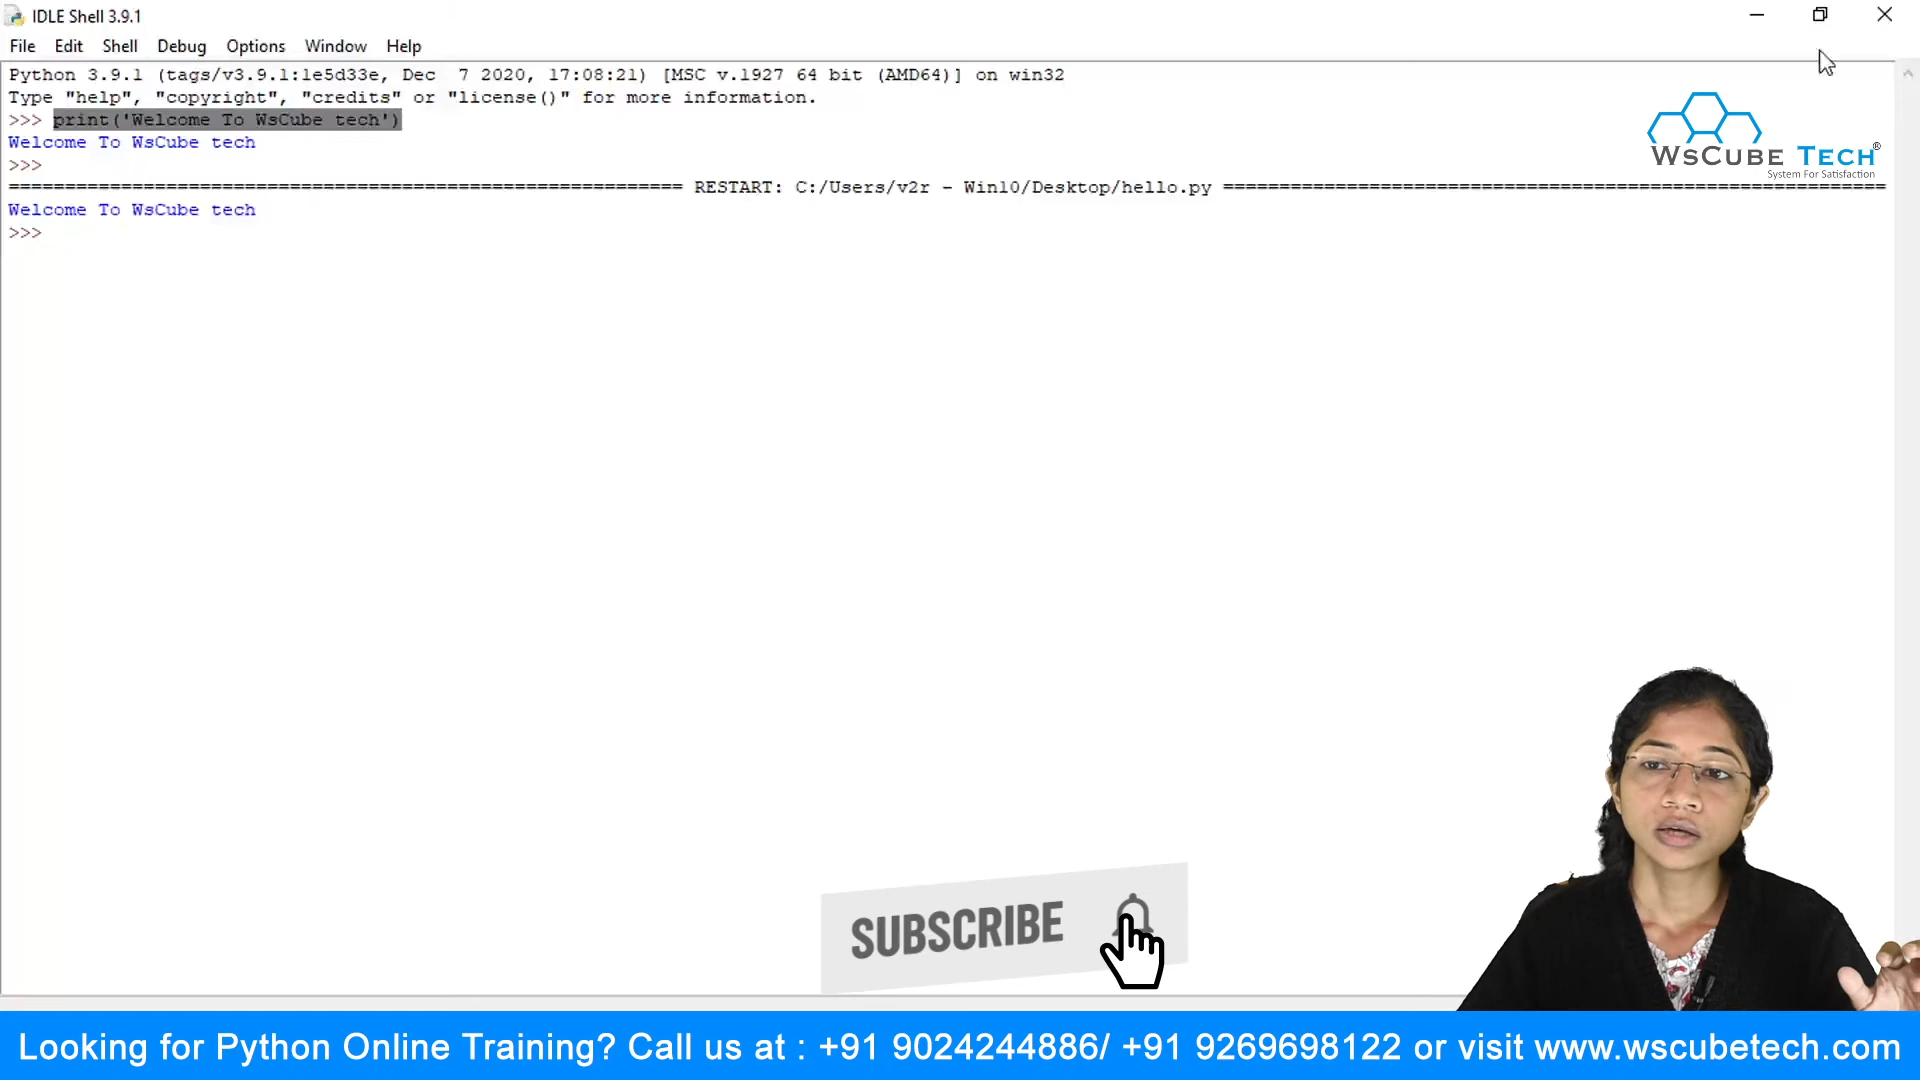 IDLE Shell 3.9.1
File Edit Shell Debug Options Window Help
Python 3.9.1 (tags/v3.9.1:1e5d33e, Dec  7 2020, 17:08:21) [MSC v.1927 64 bit (AMD64)] on win32
Type "help", "copyright", "credits" or "license()" for more information.
>>> print('Welcome To WsCube tech')
Welcome To WsCube tech
>>>
============================================================ RESTART: C:/Users/v2r - Win10/Desktop/hello.py ===========================================================
Welcome To WsCube tech
>>>
WSCUBE TECH®
System For Satisfaction
SUBSCRIBE
Looking for Python Online Training? Call us at : +91 9024244886/ +91 9269698122 or visit www.wscubetech.com